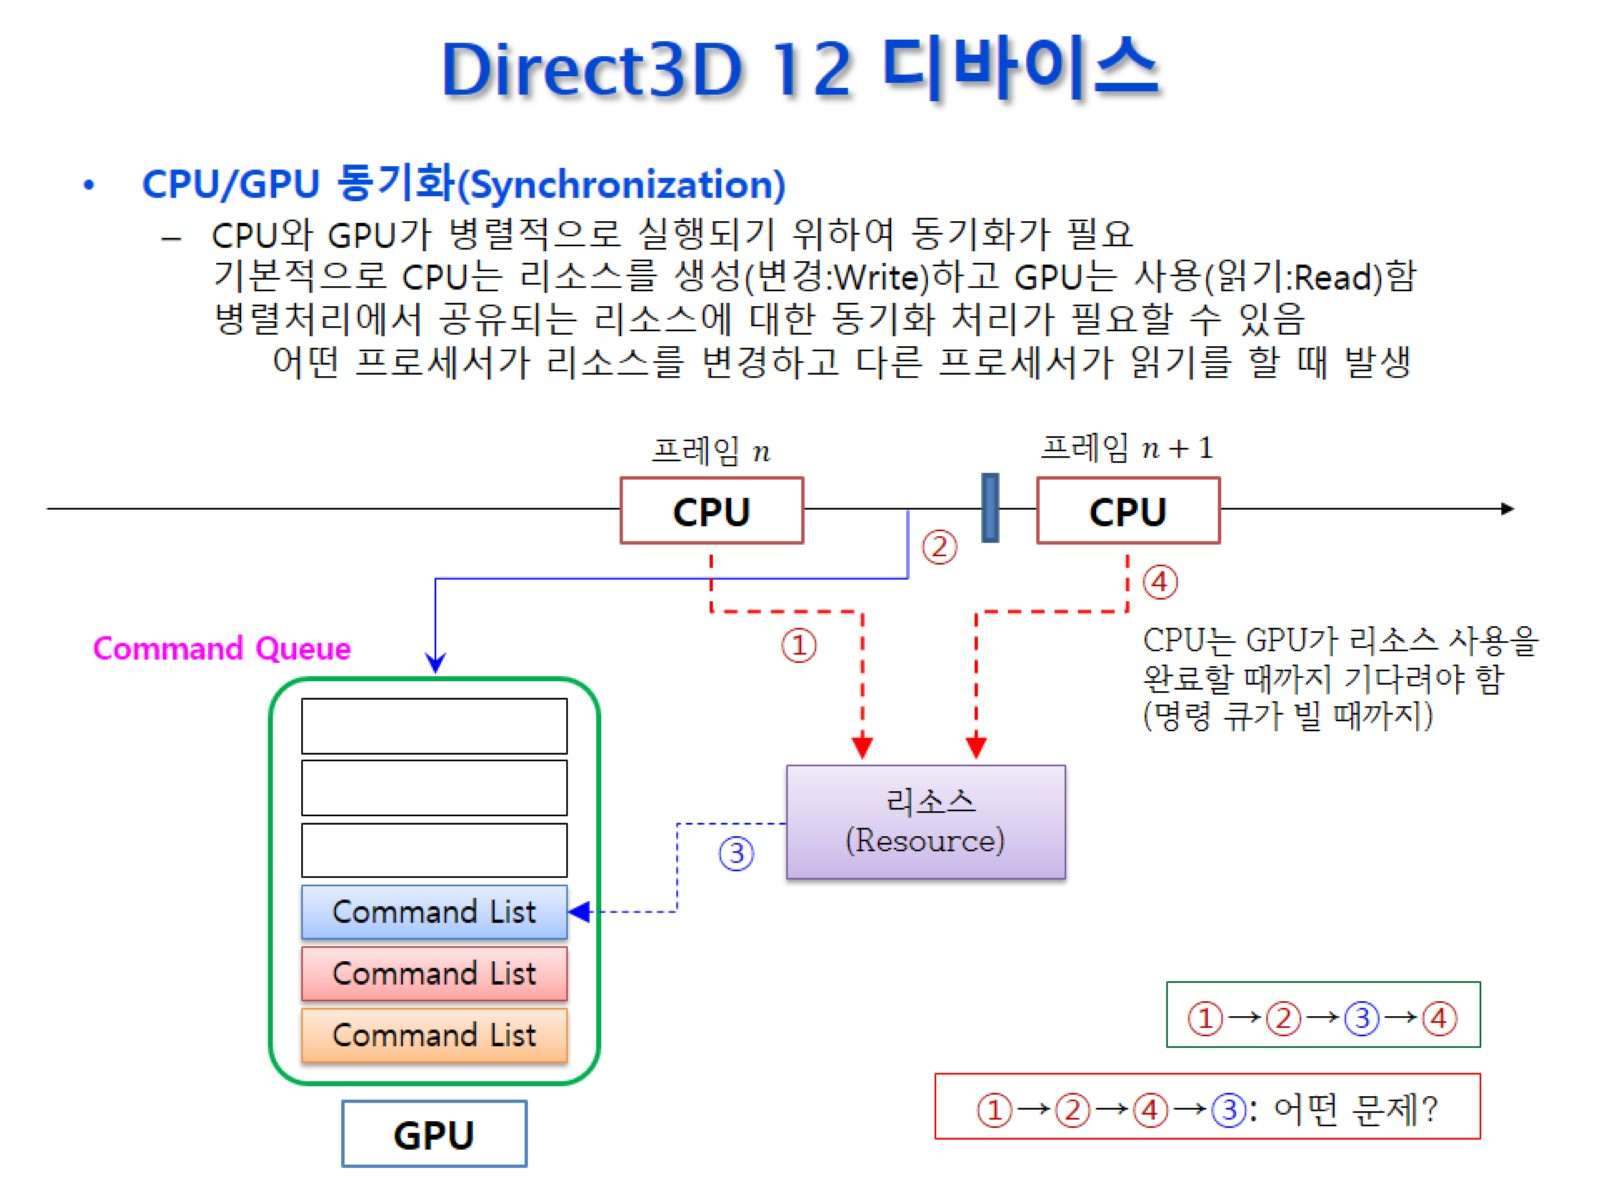 Direct3D 12 디바이스
• CPU/GPU 동기화(Synchronization)
– CPU와 GPU가 병렬적으로 실행되기 위하여 동기화가 필요
기본적으로 CPU는 리소스를 생성(변경:Write)하고 GPU는 사용(읽기:Read)함
병렬처리에서 공유되는 리소스에 대한 동기화 처리가 필요할 수 있음
어떤 프로세서가 리소스를 변경하고 다른 프로세서가 읽기를 할 때 발생
프레임 n
프레임 n + 1
CPU
CPU
②
④
①
Command Queue
CPU는 GPU가 리소스 사용을
완료할 때까지 기다려야 함
(명령 큐가 빌 때까지)
리소스
(Resource)
③
Command List
Command List
Command List
①→②→③→④
①→②→④→③: 어떤 문제?
GPU